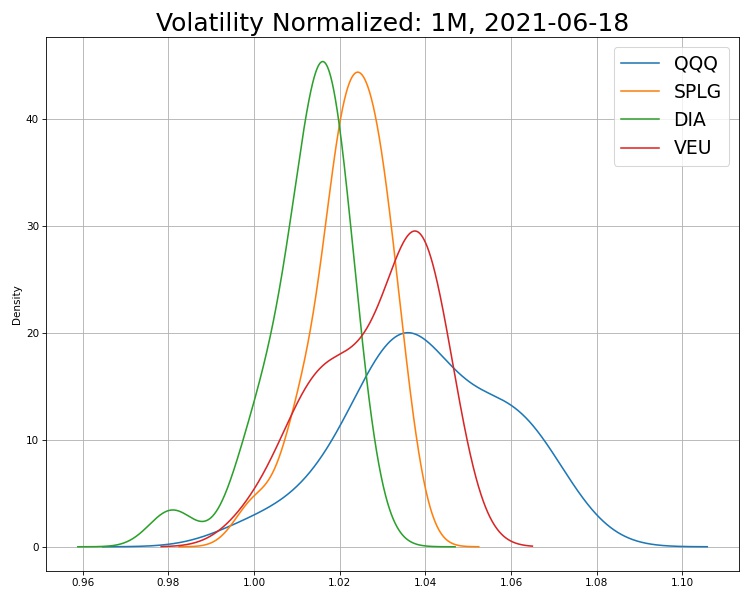 Volatility Normalized: 1M, 2021-06-18
QQQ
SPLG
DIA
VEU
Density
40
30
20
10
0
0.96 0.98 1.00 1.02 1.04 1.06 1.08 1.10